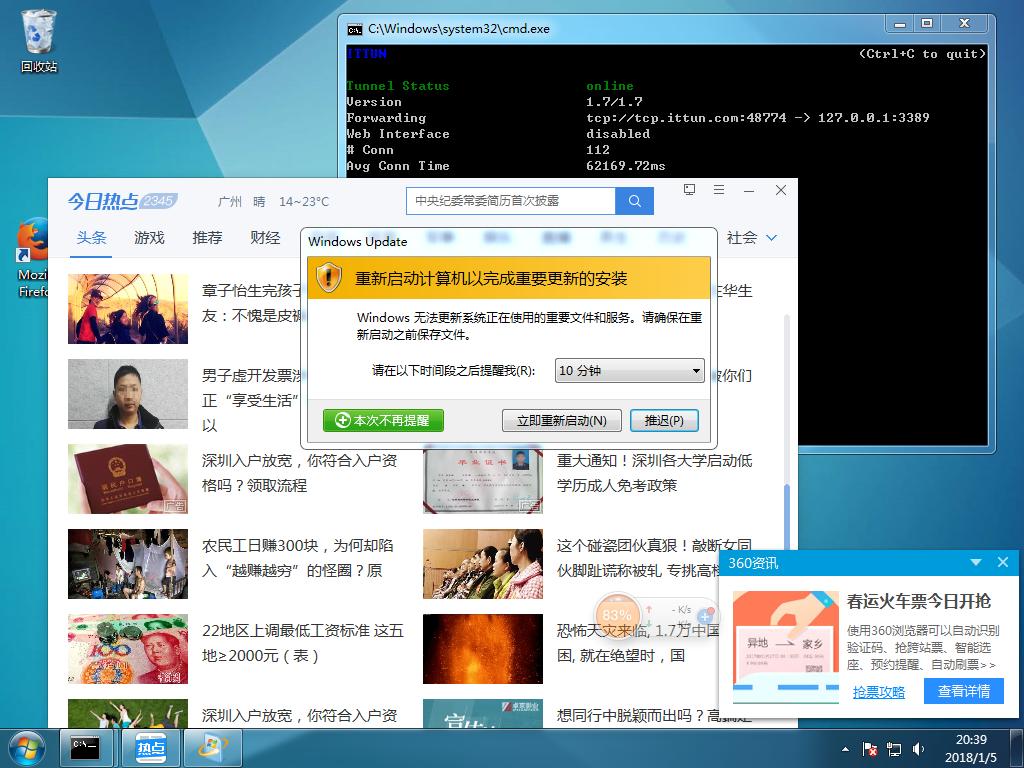 回收站
C:\Windows\system32\cmd.exe
ITTUN (Ctrl+C to quit)
Tunnel Status online
Version 1.7/1.7
Forwarding tcp://tcp.ittun.com:48774 -> 127.0.0.1:3389
Web Interface disabled
# Conn 112
Avg Conn Time 62169.72ms
今日热点 2345
广州 晴 14~23°C
中央纪委常委简历首次披露
头条 游戏 推荐 财经
社会
Windows Update
重新启动计算机以完成重要更新的安装
Windows 无法更新系统正在使用的重要文件和服务。请确保在重
新启动之前保存文件。
请在以下时间段之后提醒我(R):
10 分钟
本次不再提醒
立即重新启动(N)
推迟(P)
章子怡生完孩子
友：不愧是皮裤
华生
男子虚开发票
正“享受生活”
以
你们
深圳入户放宽，你符合入户资
格吗？领取流程
广告
毕业证书
广告
重大通知！深圳各大学启动低
学历成人免考政策
农民工日赚300块，为何却陷
入“越赚越穷”的怪圈？原
这个碰瓷团伙真狠！敲断女同
伙脚趾谎称被轧 专挑高档
22地区上调最低工资标准 这五
地≥2000元（表）
恐怖天灾来临, 1.7万中国
困, 就在绝望时，国
深圳入户放宽，你符合入户资
想同行中脱颖而出吗？高搞定
Mozi
Firefo
83%
- K/s
360资讯
春运火车票今日开抢
异地
家乡
使用360浏览器可以自动识别
验证码、抢跨站票、智能选
座、预约提醒、自动刷票>>
抢票攻略
查看详情
热点
20:39
2018/1/5